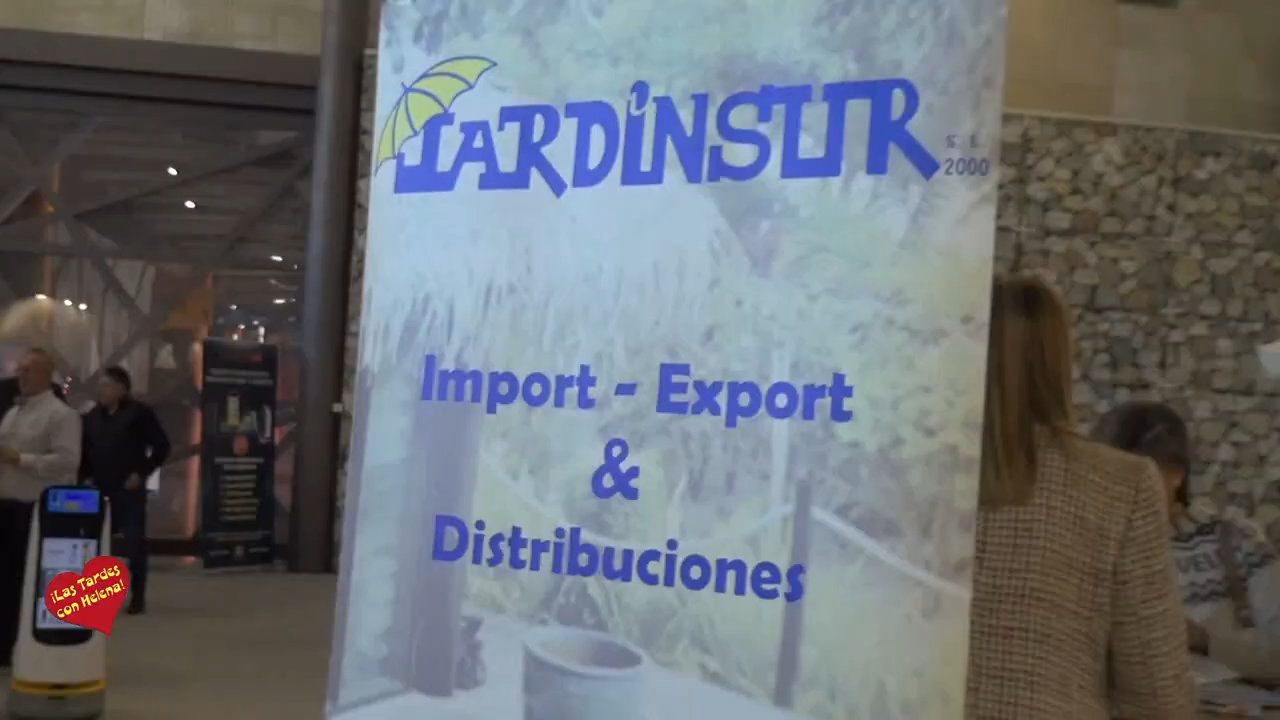 JARDINSUR
S. L.
2000
Import - Export
&
Distribuciones
¡Las Tardes
con Helena!